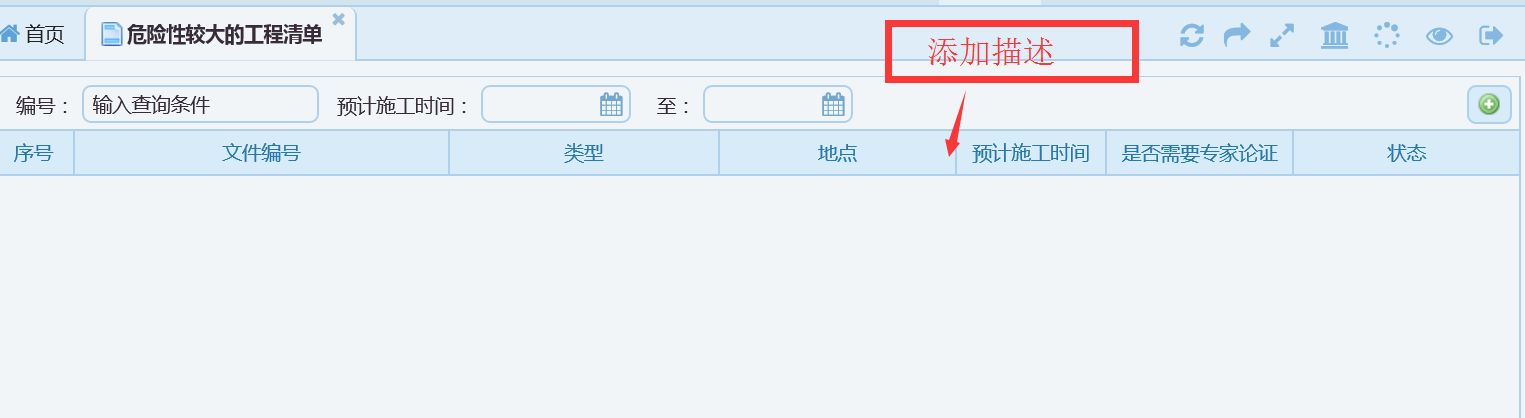 首页
危险性较大的工程清单
添加描述
编号： 输入查询条件 预计施工时间： 至：
序号 文件编号 类型 地点 预计施工时间 是否需要专家论证 状态